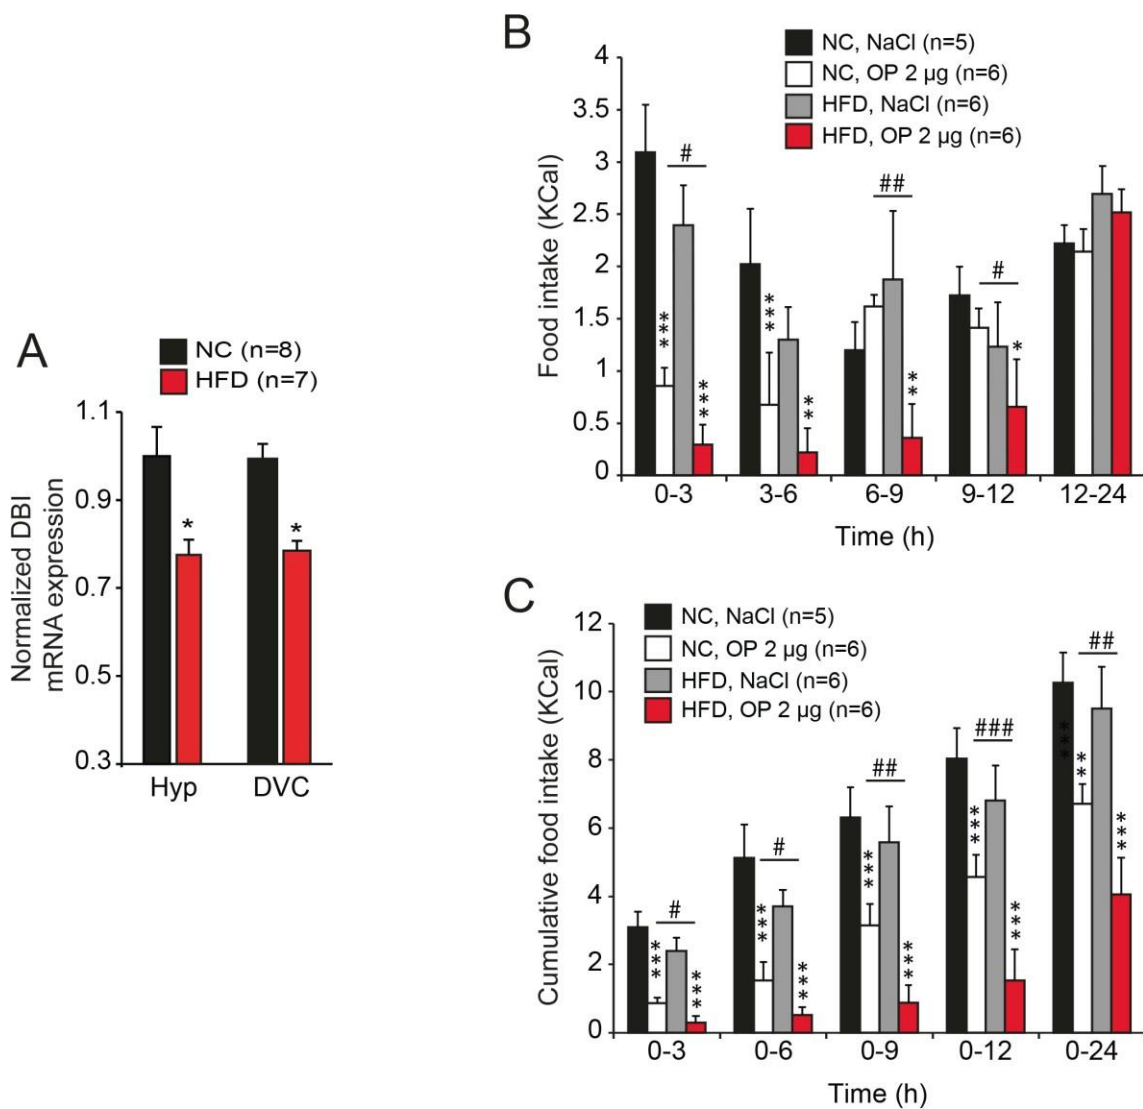 A
NC (n=8)
HFD (n=7)
Normalized DBI
mRNA expression
1.1
0.9
0.7
0.5
0.3
*
*
Hyp
DVC
B
NC, NaCl (n=5)
NC, OP 2 µg (n=6)
HFD, NaCl (n=6)
HFD, OP 2 µg (n=6)
Food intake (KCal)
4
3.5
3
2.5
2
1.5
1
0.5
0
#
##
#
***
***
***
**
**
*
0-3
3-6
6-9
9-12
12-24
Time (h)
C
NC, NaCl (n=5)
NC, OP 2 µg (n=6)
HFD, NaCl (n=6)
HFD, OP 2 µg (n=6)
Cumulative food intake (KCal)
12
10
8
6
4
2
0
#
#
##
###
##
***
***
***
***
***
***
***
***
***
**
***
0-3
0-6
0-9
0-12
0-24
Time (h)